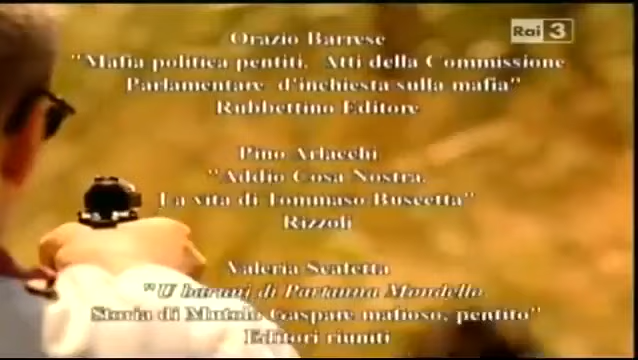 Rai 3
Orazio Barrese
"Mafia politica pentiti. Atti della Commissione
Parlamentare d'inchiesta sulla mafia"
Rubbettino Editore
Pino Arlacchi
"Addio Cosa Nostra.
La vita di Tommaso Buscetta"
Rizzoli
Valeria Scafetta
"U baruni di Partanna Mondello
Storia di Mutolo Gaspare mafioso, pentito"
Editori riuniti